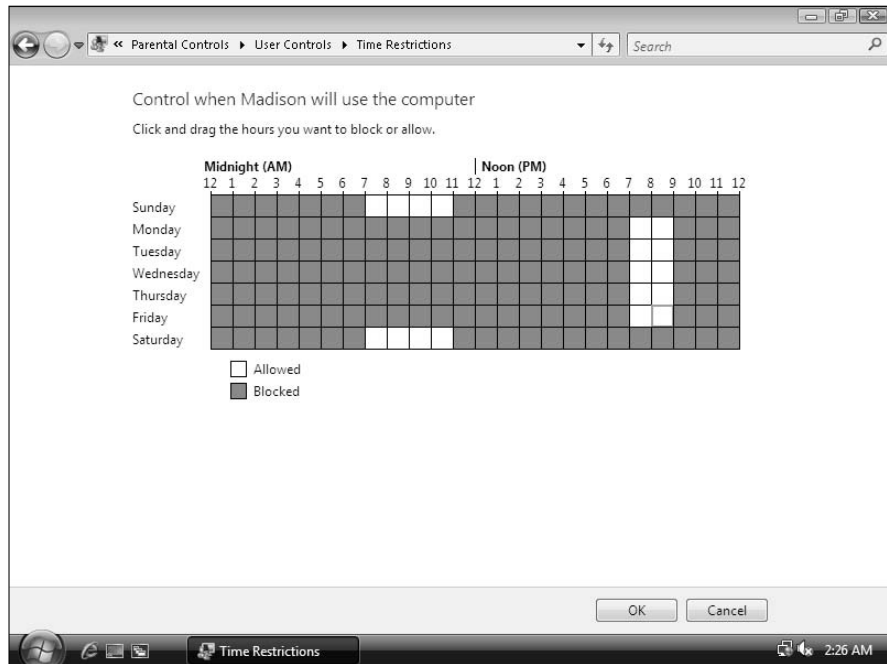 « Parental Controls ▸ User Controls ▸ Time Restrictions Search
Control when Madison will use the computer
Click and drag the hours you want to block or allow.
Midnight (AM) Noon (PM)
12 1 2 3 4 5 6 7 8 9 10 11 12 1 2 3 4 5 6 7 8 9 10 11 12
Sunday
Monday
Tuesday
Wednesday
Thursday
Friday
Saturday
Allowed
Blocked
OK Cancel
Time Restrictions 2:26 AM